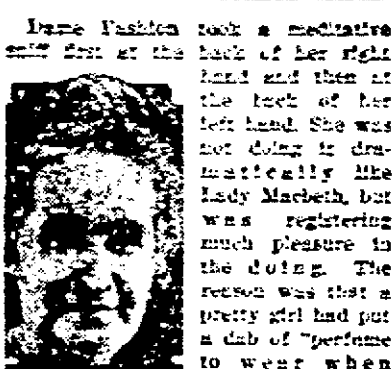 Dame Fashion took a meditative
sniff first at the back of her right
hand and then at
the back of her
left hand. She was
not doing it dra-
matically like
Lady Macbeth, but
was registering
much pleasure in
the doing. The
reason was that a
pretty girl had put
a dab of "perfume
to wear when